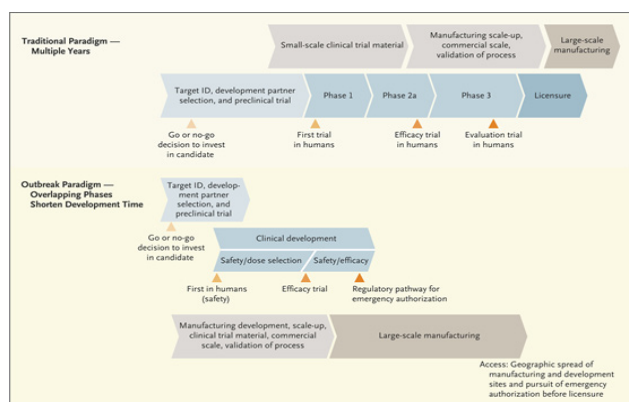 Traditional Paradigm —
Multiple Years
Small-scale clinical trial material
Manufacturing scale-up,
commercial scale,
validation of process
Large-scale
manufacturing
Target ID, development partner
selection, and preclinical trial
Phase 1
Phase 2a
Phase 3
Licensure
Go or no-go
decision to invest
in candidate
First trial
in humans
Efficacy trial
in humans
Evaluation trial
in humans
Outbreak Paradigm —
Overlapping Phases
Shorten Development Time
Target ID, develop-
ment partner
selection, and
preclinical trial
Go or no-go
decision to invest
in candidate
Clinical development
Safety/dose selection
Safety/efficacy
First in humans
(safety)
Efficacy trial
Regulatory pathway for
emergency authorization
Manufacturing development, scale-up,
clinical trial material, commercial
scale, validation of process
Large-scale manufacturing
Access: Geographic spread of
manufacturing and development
sites and pursuit of emergency
authorization before licensure